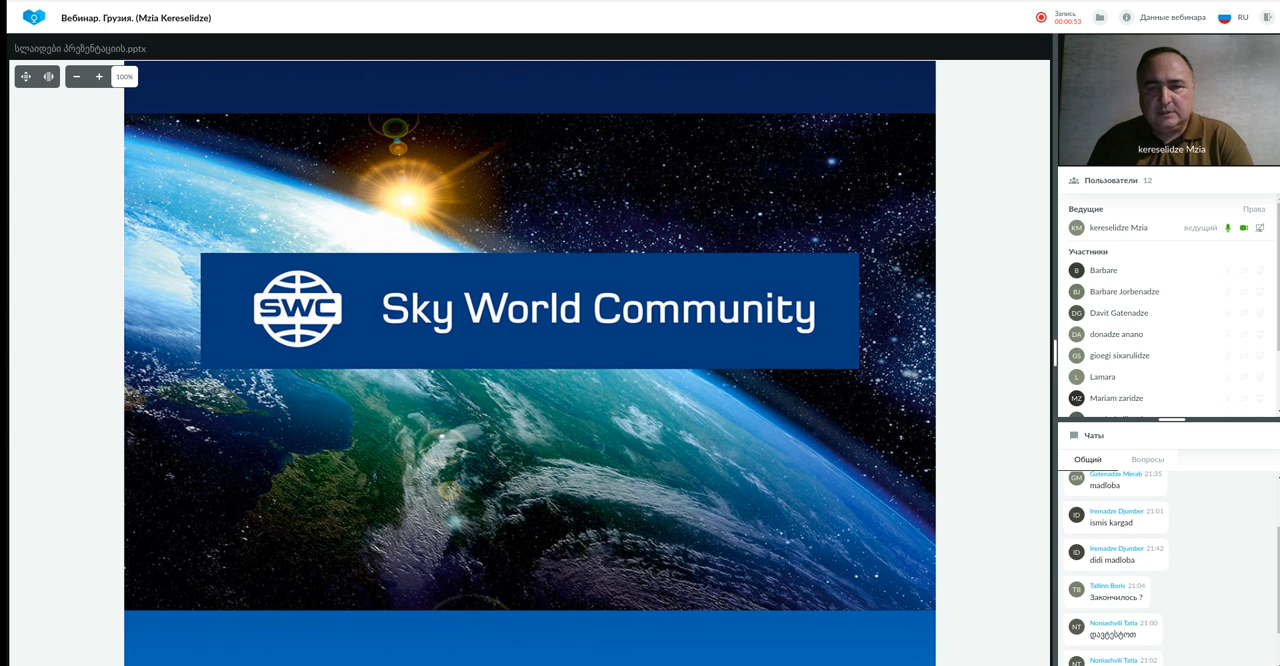 Вебинар. Грузия. (Mzia Kereselidze)
Запись
00:00:53
Данные вебинара
RU
სლაიდები პრეზენტაციის.pptx
100%
SWC
Sky World Community
kereselidze Mzia
Пользователи 12
Ведущие
Права
KM kereselidze Mzia ведущий
Участники
B Barbare
BJ Barbare Jorbenadze
DG Davit Gatenadze
DA donadze anano
GS gioegi sixarulidze
L Lamara
MZ Mariam zaridze
Чаты
Общий Вопросы
GM Gatenadze Merab 21:35
madloba
ID Iremadze Djumber 21:01
ismis kargad
ID Iremadze Djumber 21:42
didi madloba
TB Tallinn Boris 21:04
Закончилось ?
NT Noniashvili Tatia 21:00
დავტესტოთ
NT Noniashvili Tatia 21:02